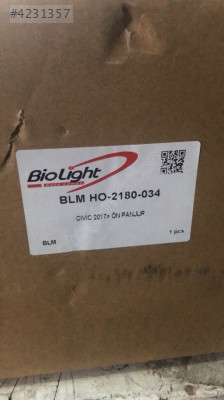 #4231357
BioLight
BLM HO-2180-034
CIVIC 2017> ÖN PANJUR
BLM
1 pcs